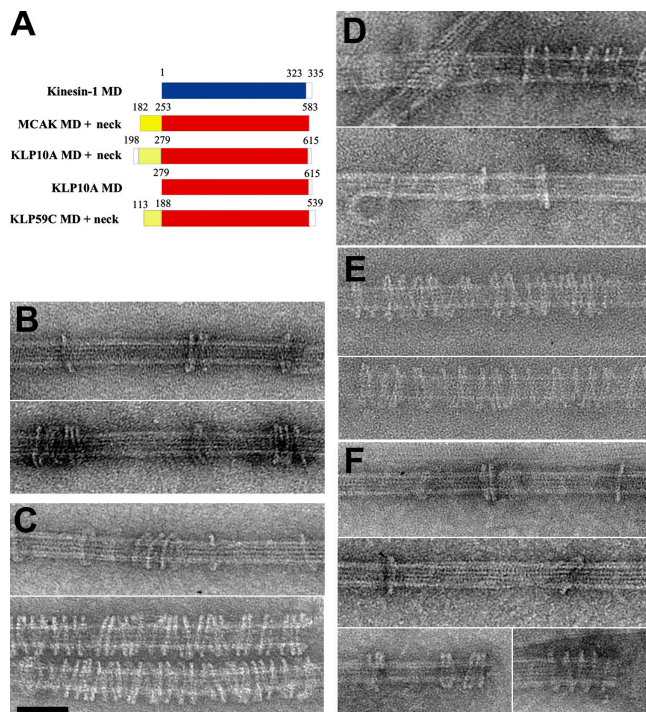 A
1 323 335
Kinesin-1 MD
182 253 583
MCAK MD + neck
198 279 615
KLP10A MD + neck
279 615
KLP10A MD
113 188 539
KLP59C MD + neck
B
C
D
E
F